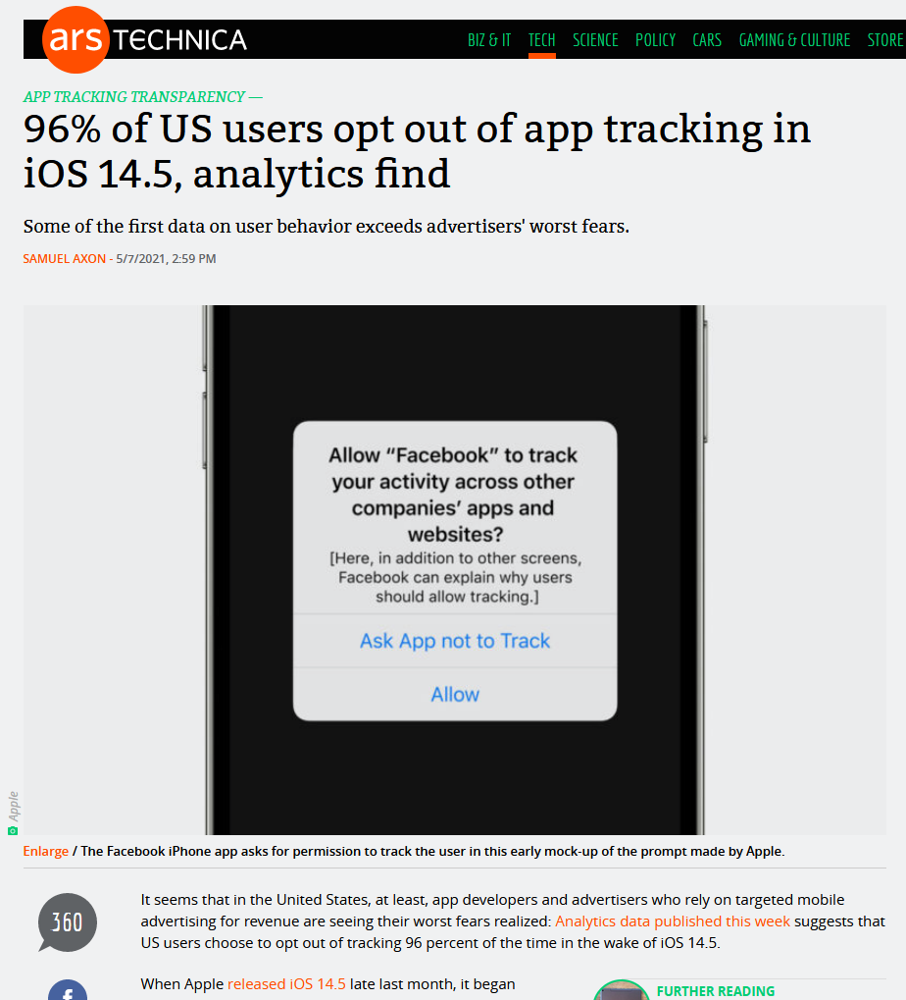 ars TECHNICA
BIZ & IT TECH SCIENCE POLICY CARS GAMING & CULTURE STORE
APP TRACKING TRANSPARENCY —
96% of US users opt out of app tracking in
iOS 14.5, analytics find
Some of the first data on user behavior exceeds advertisers' worst fears.
SAMUEL AXON - 5/7/2021, 2:59 PM
Allow “Facebook” to track
your activity across other
companies’ apps and
websites?
[Here, in addition to other screens,
Facebook can explain why users
should allow tracking.]
Ask App not to Track
Allow
Apple
Enlarge / The Facebook iPhone app asks for permission to track the user in this early mock-up of the prompt made by Apple.
360
It seems that in the United States, at least, app developers and advertisers who rely on targeted mobile
advertising for revenue are seeing their worst fears realized: Analytics data published this week suggests that
US users choose to opt out of tracking 96 percent of the time in the wake of iOS 14.5.
When Apple released iOS 14.5 late last month, it began
FURTHER READING